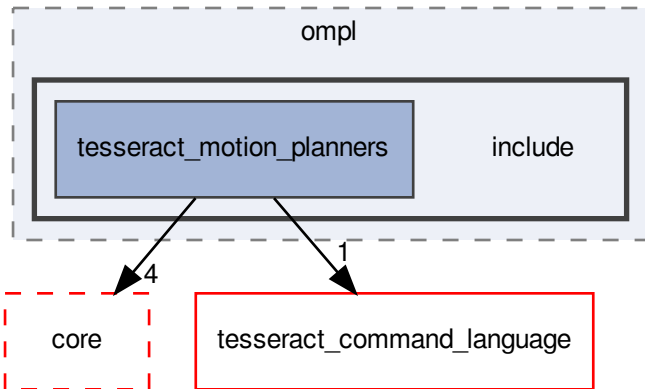 ompl
tesseract_motion_planners
include
4
1
core
tesseract_command_language